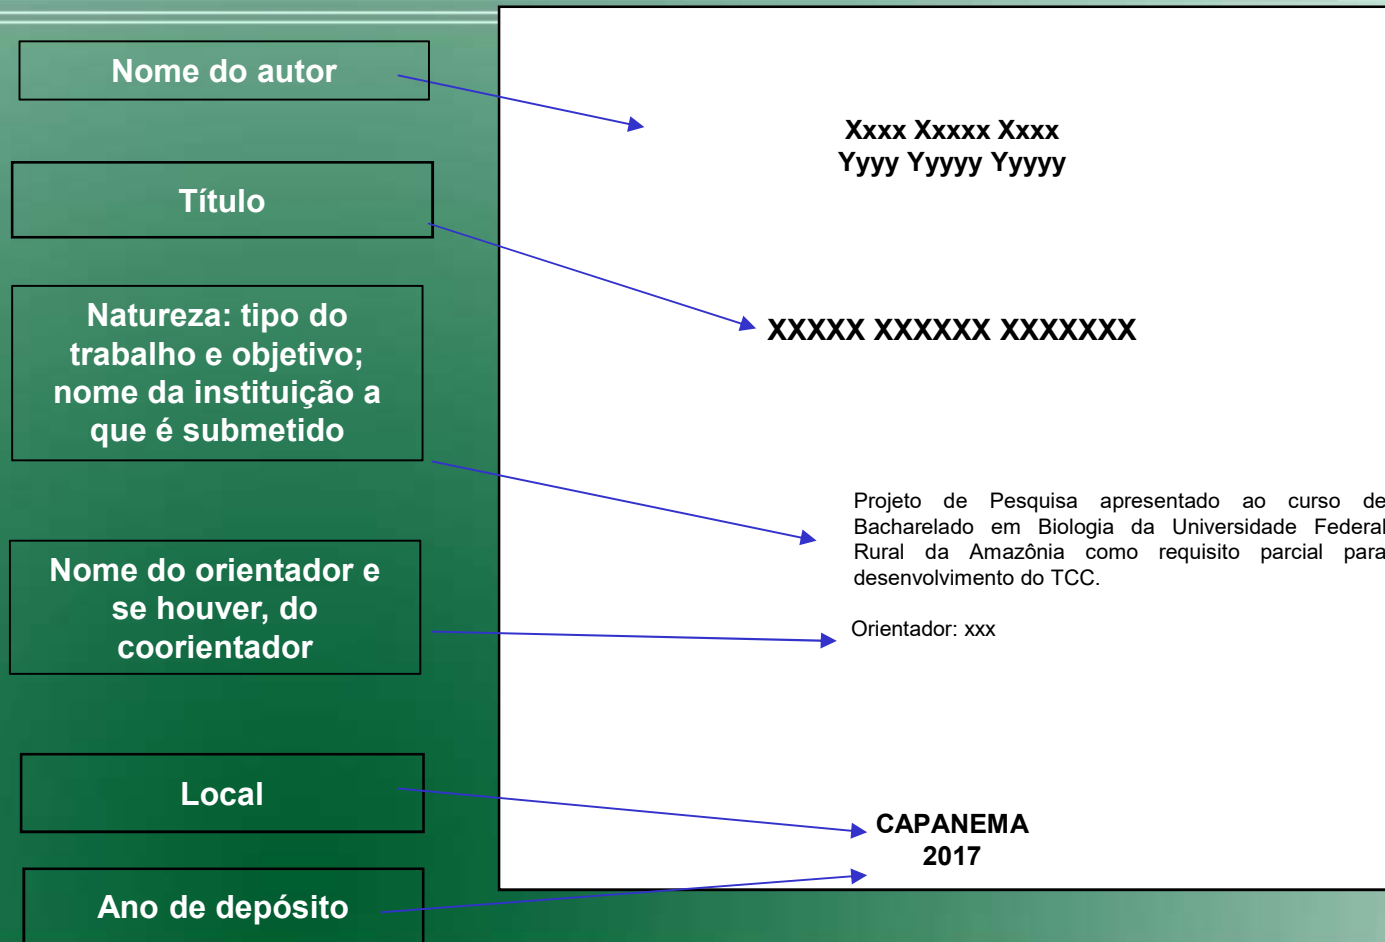 Nome do autor
Título
Natureza: tipo do
trabalho e objetivo;
nome da instituição a
que é submetido
Nome do orientador e
se houver, do
coorientador
Local
Ano de depósito
Xxxx Xxxxx Xxxx
Yyyy Yyyyy Yyyyy
XXXXX XXXXXX XXXXXXX
Projeto de Pesquisa apresentado ao curso de
Bacharelado em Biologia da Universidade Federal
Rural da Amazônia como requisito parcial para
desenvolvimento do TCC.
Orientador: xxx
CAPANEMA
2017